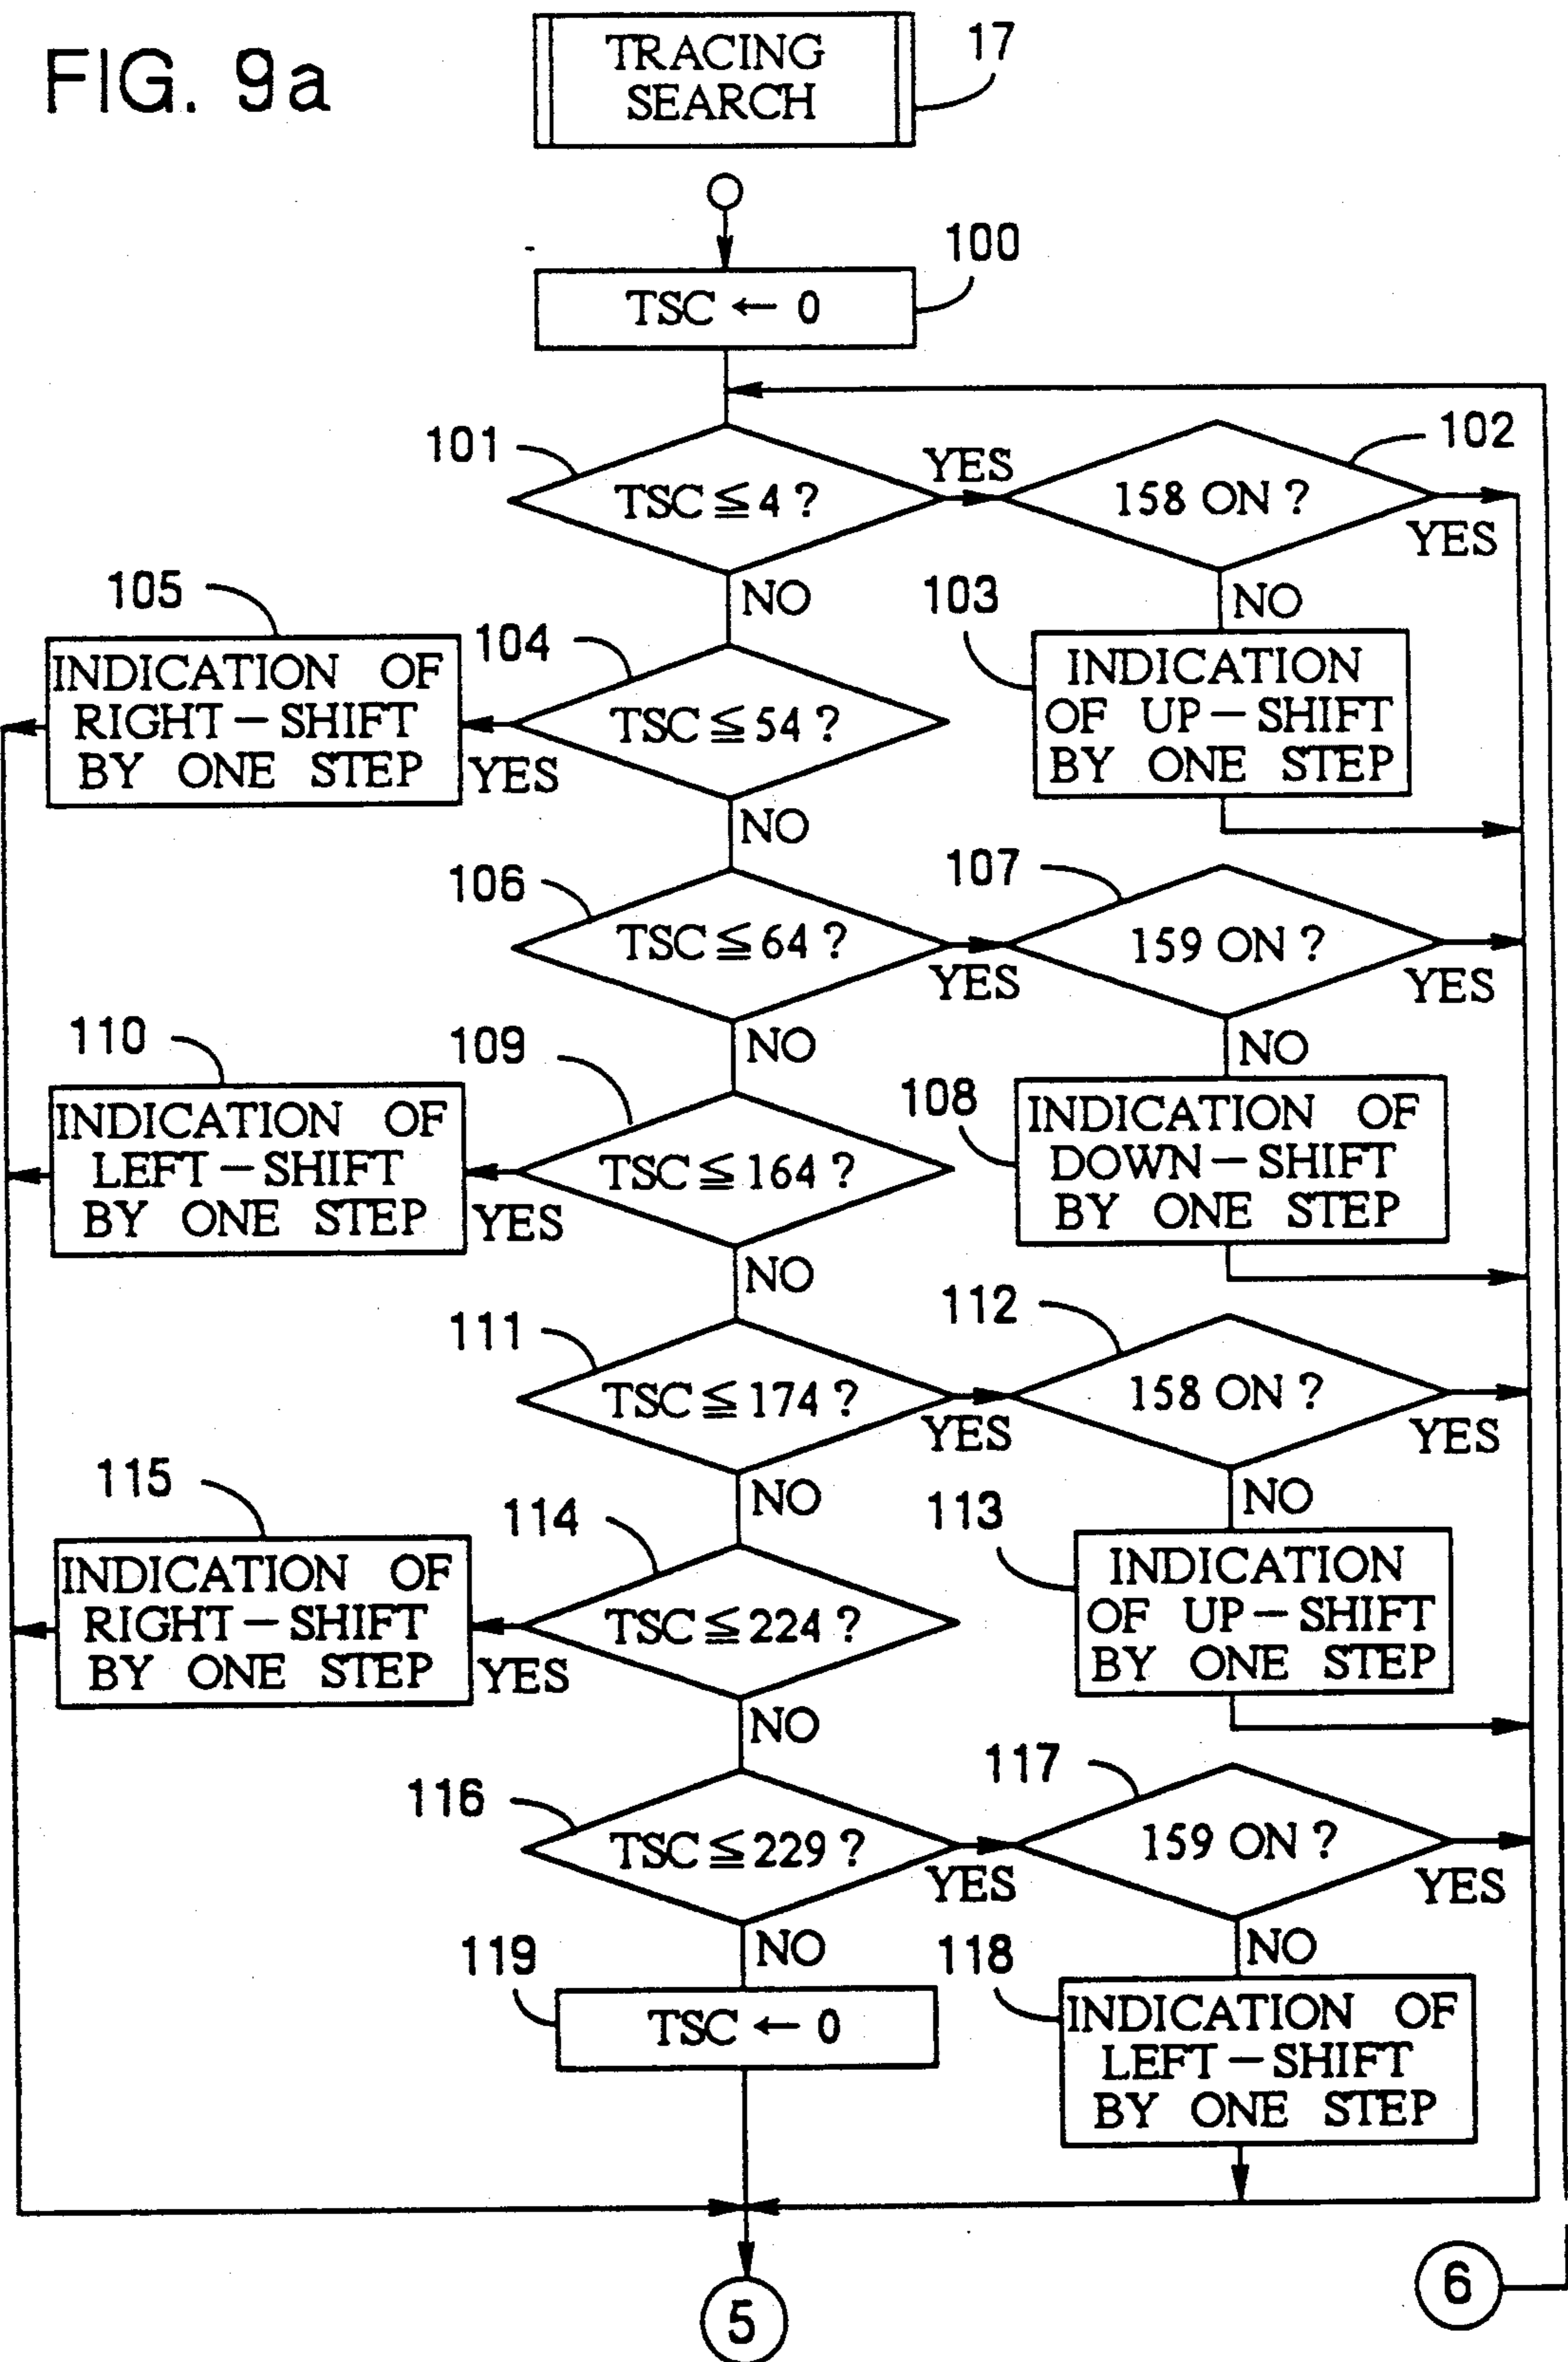 FIG. 9a
TRACING
SEARCH
17
100
TSC ← 0
101
TSC ≦ 4 ?
YES
102
158 ON ?
YES
NO
NO
103
INDICATION
OF UP-SHIFT
BY ONE STEP
105
INDICATION OF
RIGHT-SHIFT
BY ONE STEP
104
TSC ≦ 54 ?
YES
NO
106
TSC ≦ 64 ?
YES
107
159 ON ?
YES
NO
NO
108
INDICATION OF
DOWN-SHIFT
BY ONE STEP
110
INDICATION OF
LEFT-SHIFT
BY ONE STEP
109
TSC ≦ 164 ?
YES
NO
111
TSC ≦ 174 ?
YES
112
158 ON ?
YES
NO
NO
113
INDICATION
OF UP-SHIFT
BY ONE STEP
115
INDICATION OF
RIGHT-SHIFT
BY ONE STEP
114
TSC ≦ 224 ?
YES
NO
116
TSC ≦ 229 ?
YES
117
159 ON ?
YES
NO
NO
119
TSC ← 0
118
INDICATION OF
LEFT-SHIFT
BY ONE STEP
5
6